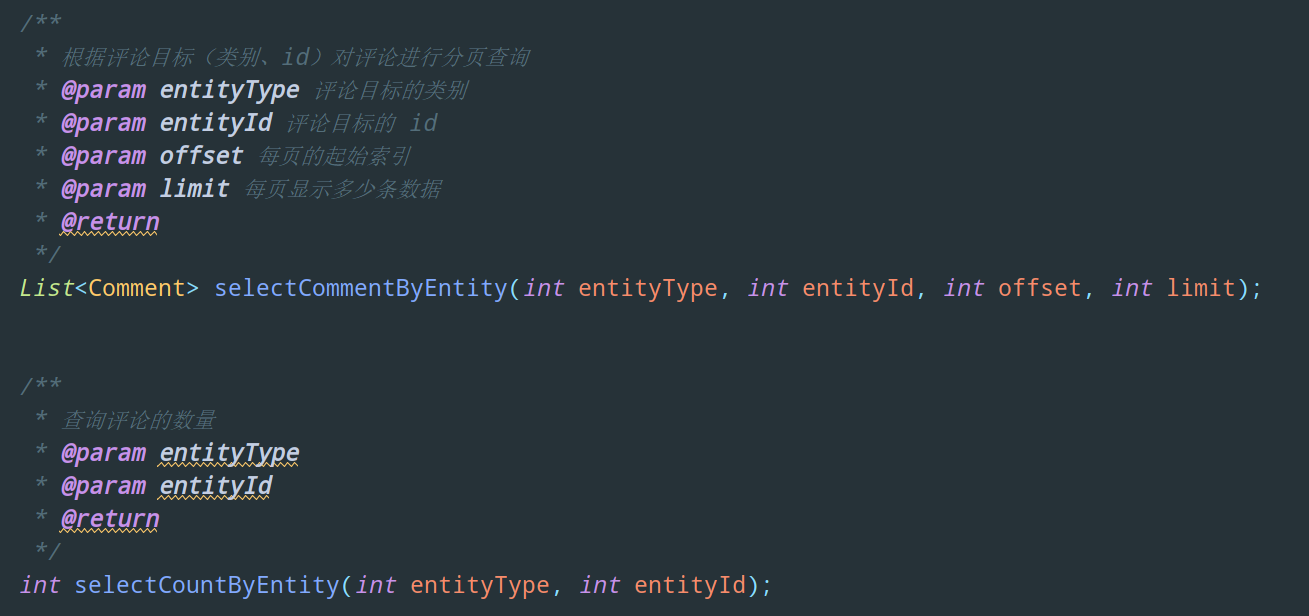 /**
 * 根据评论目标（类别、id）对评论进行分页查询
 * @param entityType 评论目标的类别
 * @param entityId 评论目标的 id
 * @param offset 每页的起始索引
 * @param limit 每页显示多少条数据
 * @return
 */
List<Comment> selectCommentByEntity(int entityType, int entityId, int offset, int limit);
/**
 * 查询评论的数量
 * @param entityType
 * @param entityId
 * @return
 */
int selectCountByEntity(int entityType, int entityId);